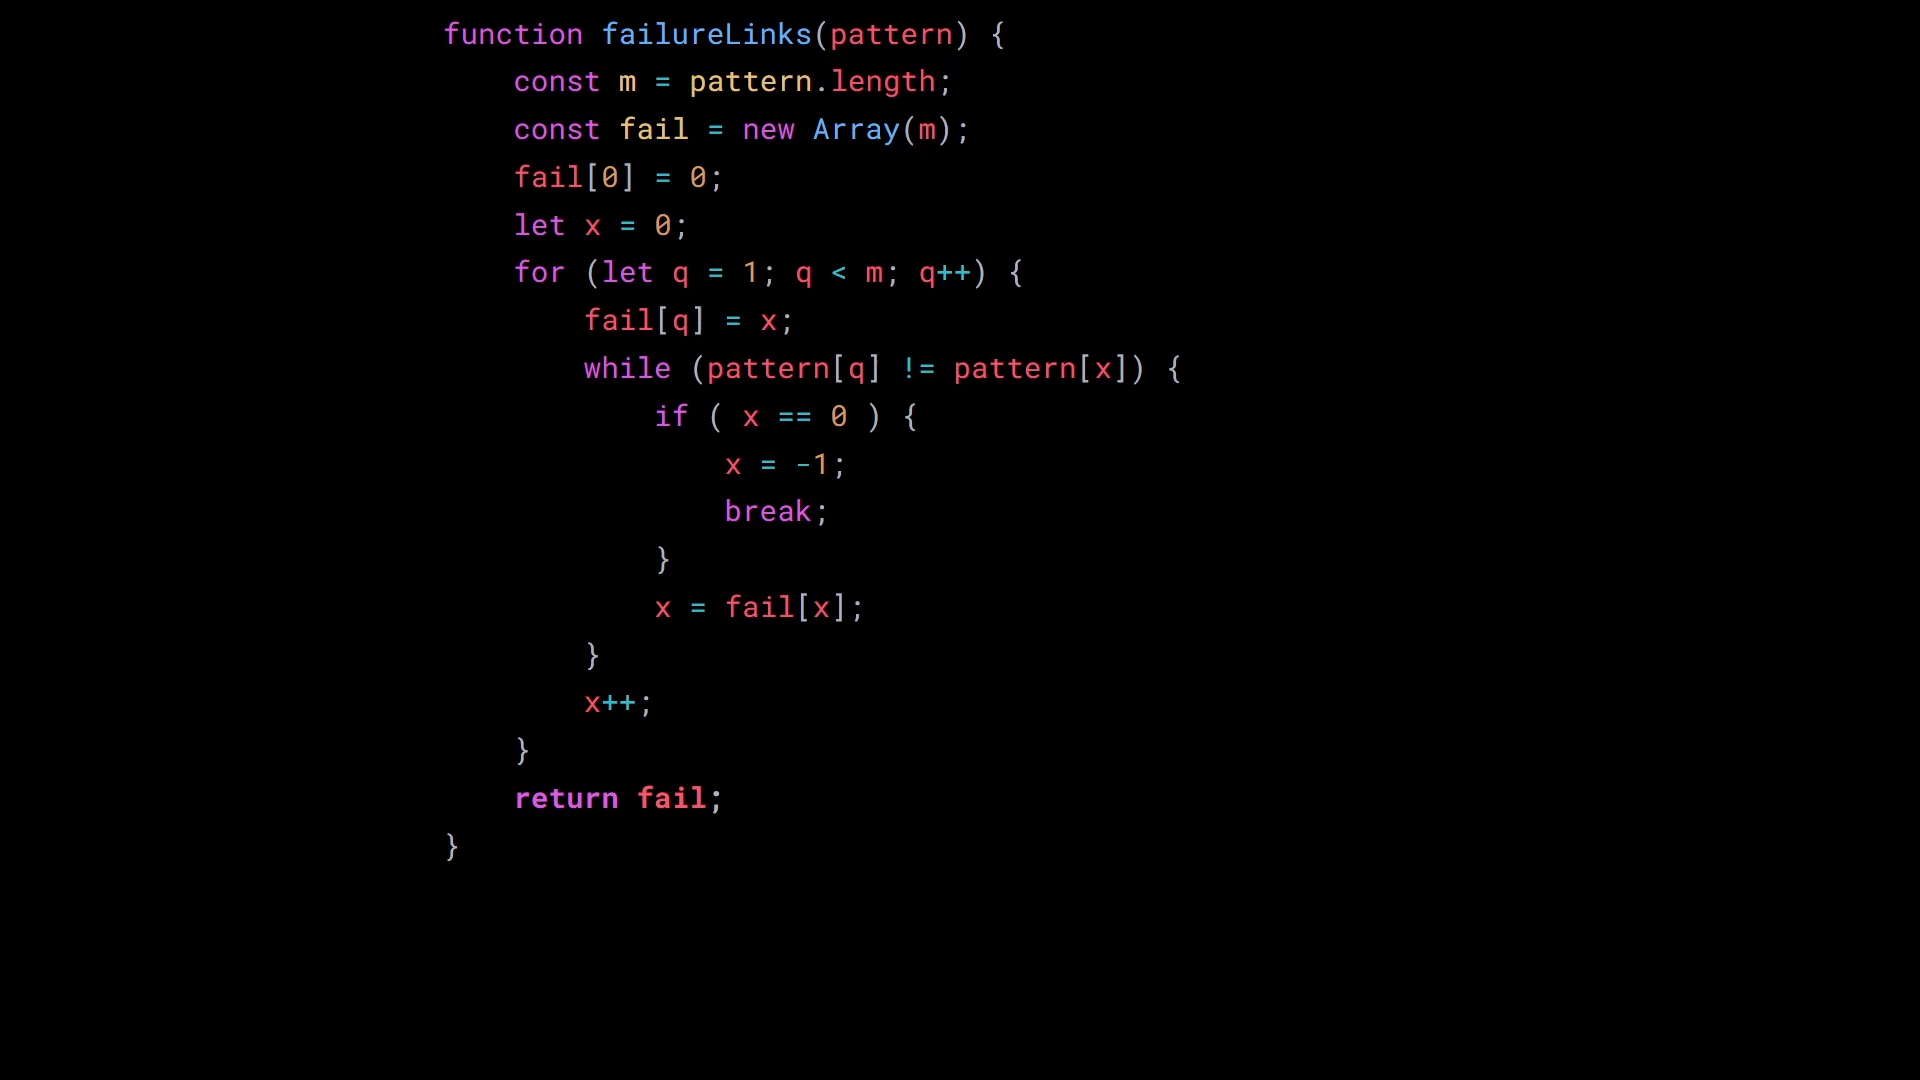 function failureLinks(pattern) {
    const m = pattern.length;
    const fail = new Array(m);
    fail[0] = 0;
    let x = 0;
    for (let q = 1; q < m; q++) {
        fail[q] = x;
        while (pattern[q] != pattern[x]) {
            if ( x == 0 ) {
                x = -1;
                break;
            }
            x = fail[x];
        }
        x++;
    }
    return fail;
}